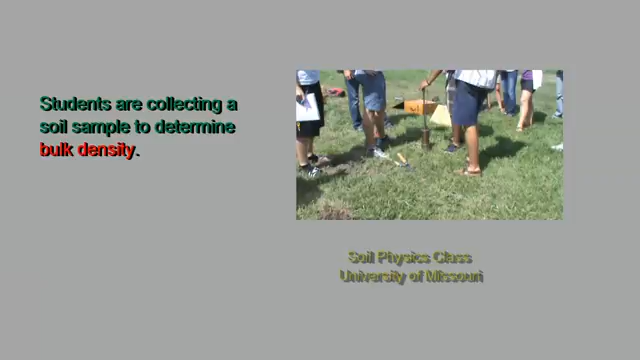 Students are collecting a
soil sample to determine
bulk density.
Soil Physics Class
University of Missouri